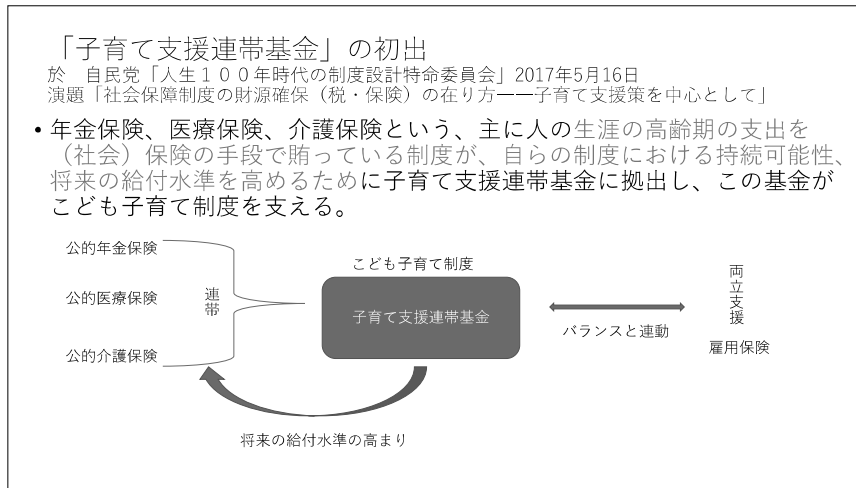 「子育て支援連帯基金」の初出
於　自民党「人生１００年時代の制度設計特命委員会」2017年5月16日
演題「社会保障制度の財源確保（税・保険）の在り方――子育て支援策を中心として」
• 年金保険、医療保険、介護保険という、主に人の生涯の高齢期の支出を
（社会）保険の手段で賄っている制度が、自らの制度における持続可能性、
将来の給付水準を高めるために子育て支援連帯基金に拠出し、この基金が
こども子育て制度を支える。
公的年金保険
公的医療保険
公的介護保険
連帯
こども子育て制度
子育て支援連帯基金
バランスと連動
両立支援
雇用保険
将来の給付水準の高まり